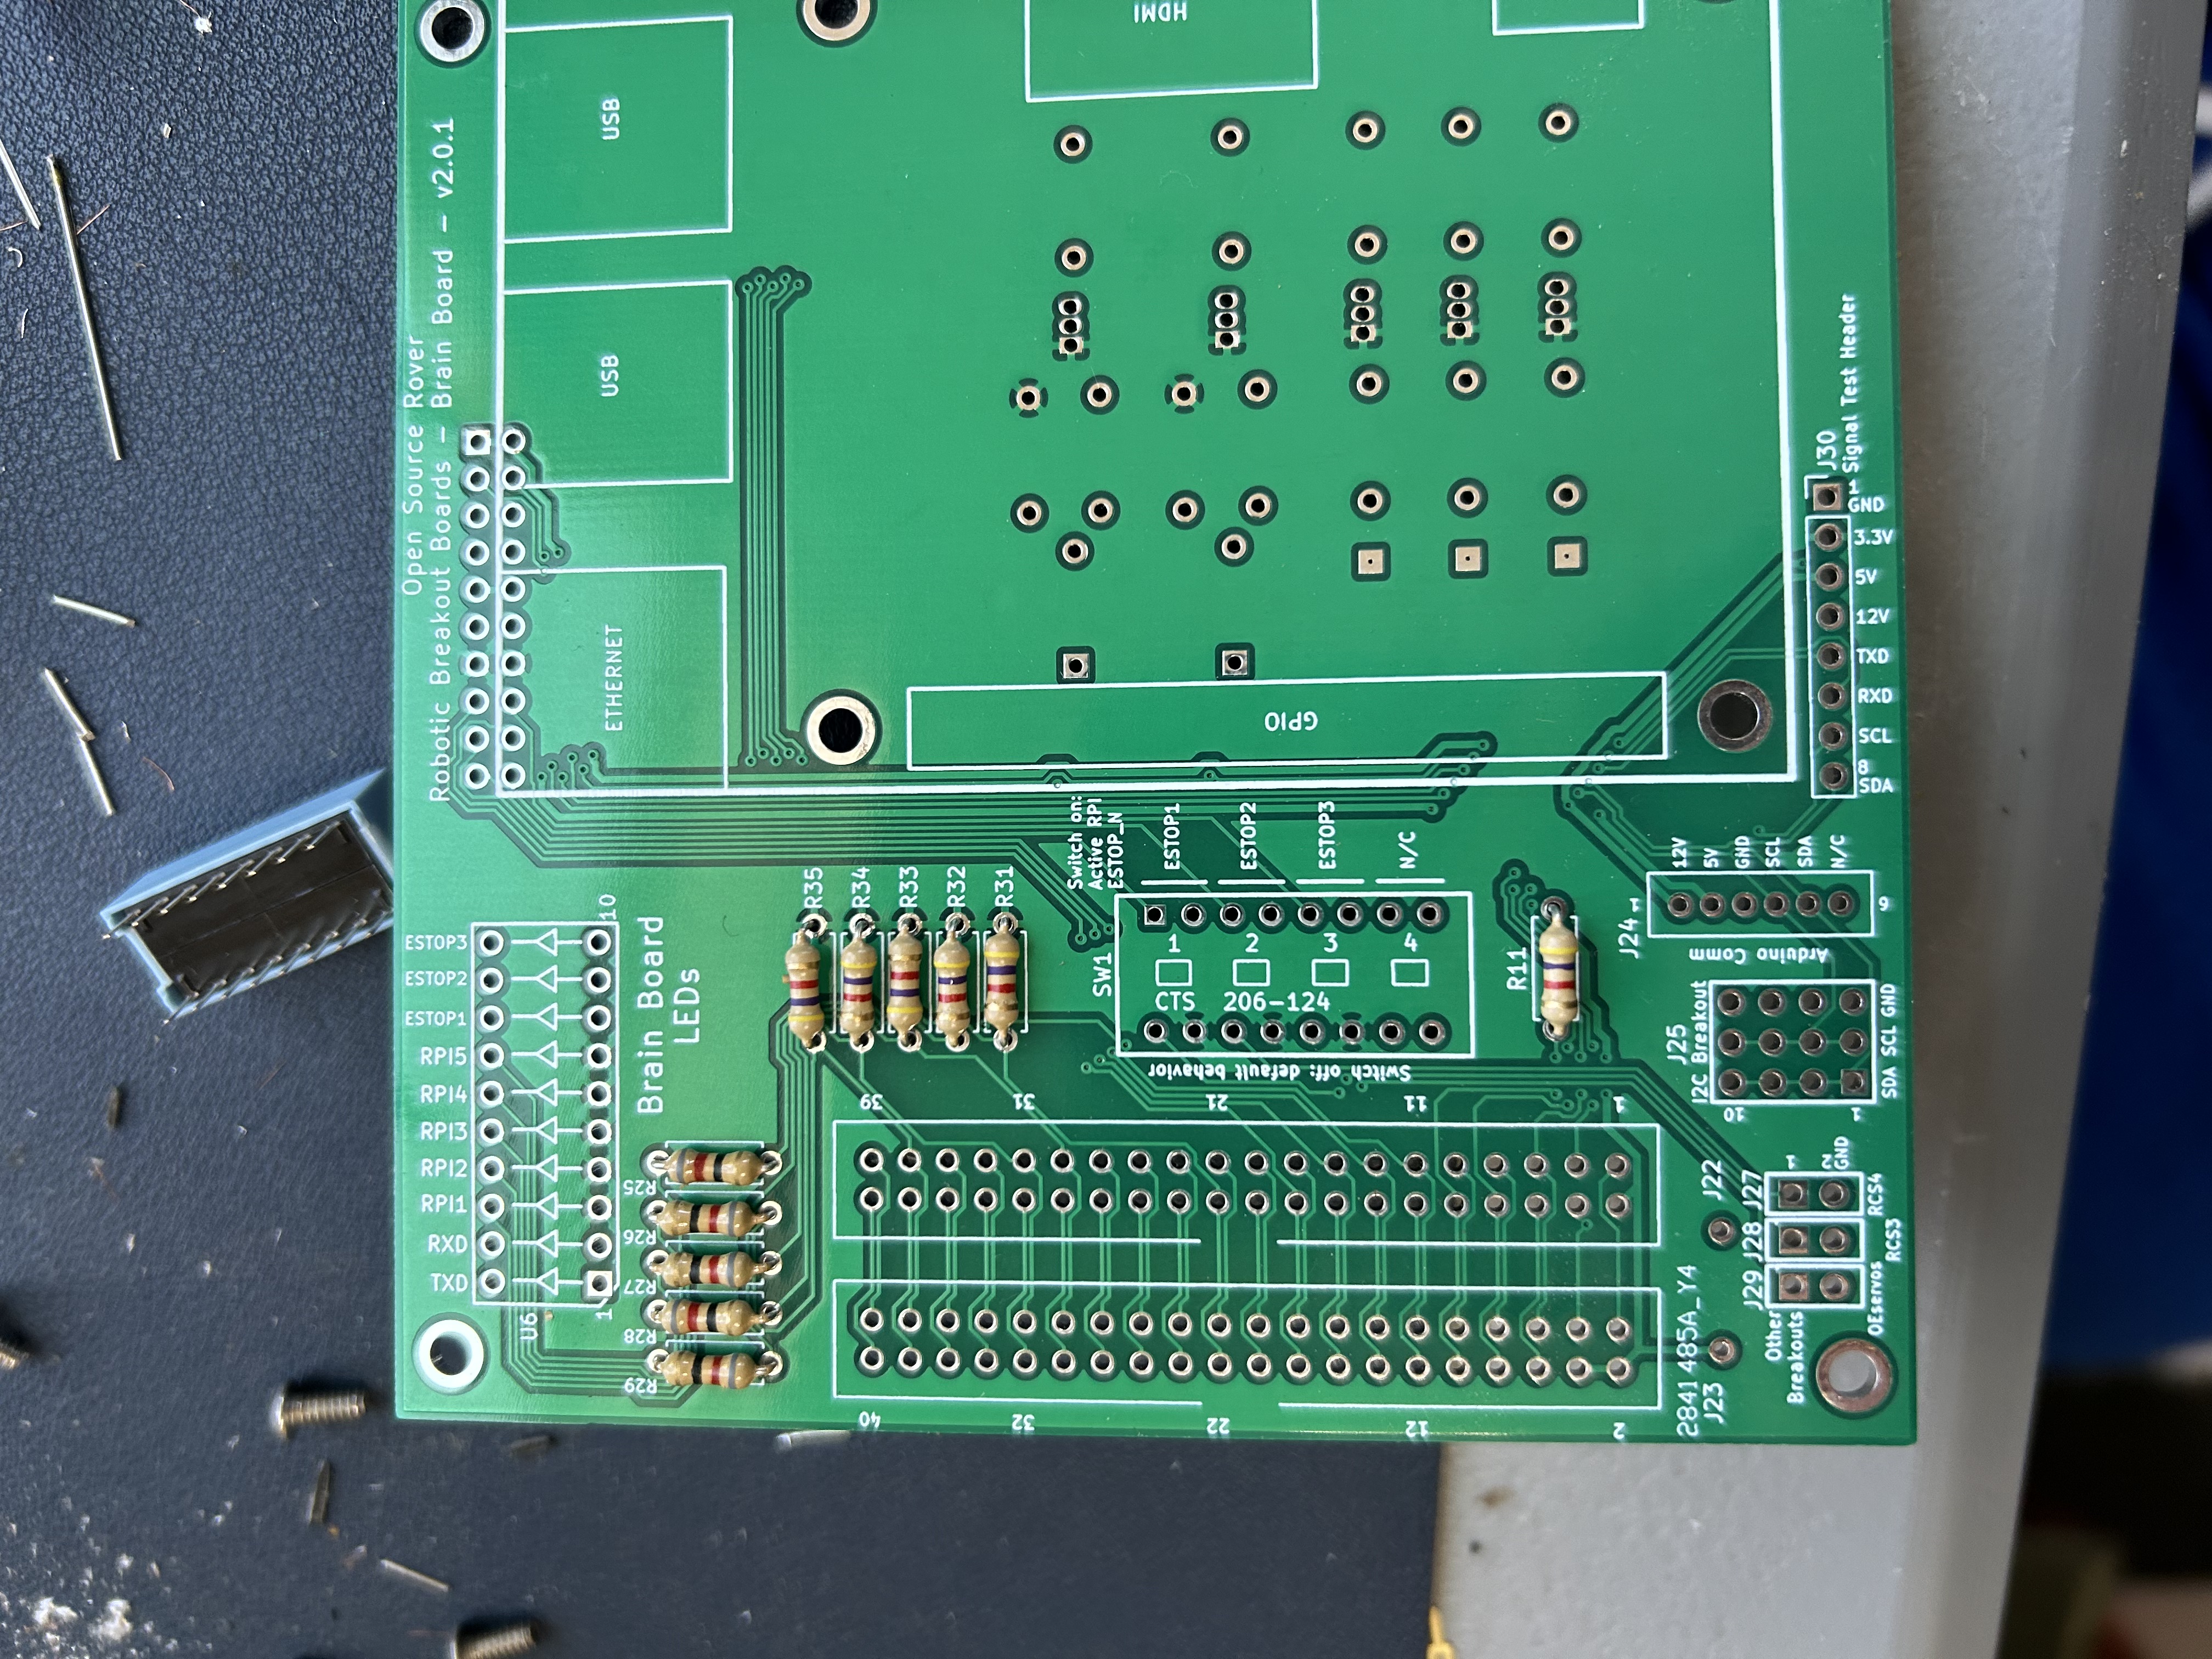 Open Source Rover
Robotic Breakout Boards - Brain Board - v2.0.1
TXD
RXD
RPI1
RPI2
RPI3
RPI4
RPI5
ESTOP1
ESTOP2
ESTOP3
U6
1
10
ETHERNET
USB
USB
Brain Board
LEDs
R29
R28
R27
R26
R25
R35
R34
R33
R32
R31
40
39
32
31
22
21
12
11
2
1
Switch on:
Active RPI
ESTOP_N
SW1
Switch off: default behavior
CTS 206-124
1
2
3
4
ESTOP1
ESTOP2
ESTOP3
N/C
GPIO
HDMI
R11
2841485A_Y4
J23
J22
J29
J28
J27
Other
Breakouts
1
2
GND
OEservos
RCS3
RCS4
J25
I2C Breakout
10
1
SDA SCL GND
J24
1
Arduino Comm
12V
5V
GND
SCL
SDA
N/C
6
J30
Signal Test Header
8
1
SDA
SCL
RXD
TXD
12V
5V
3.3V
GND